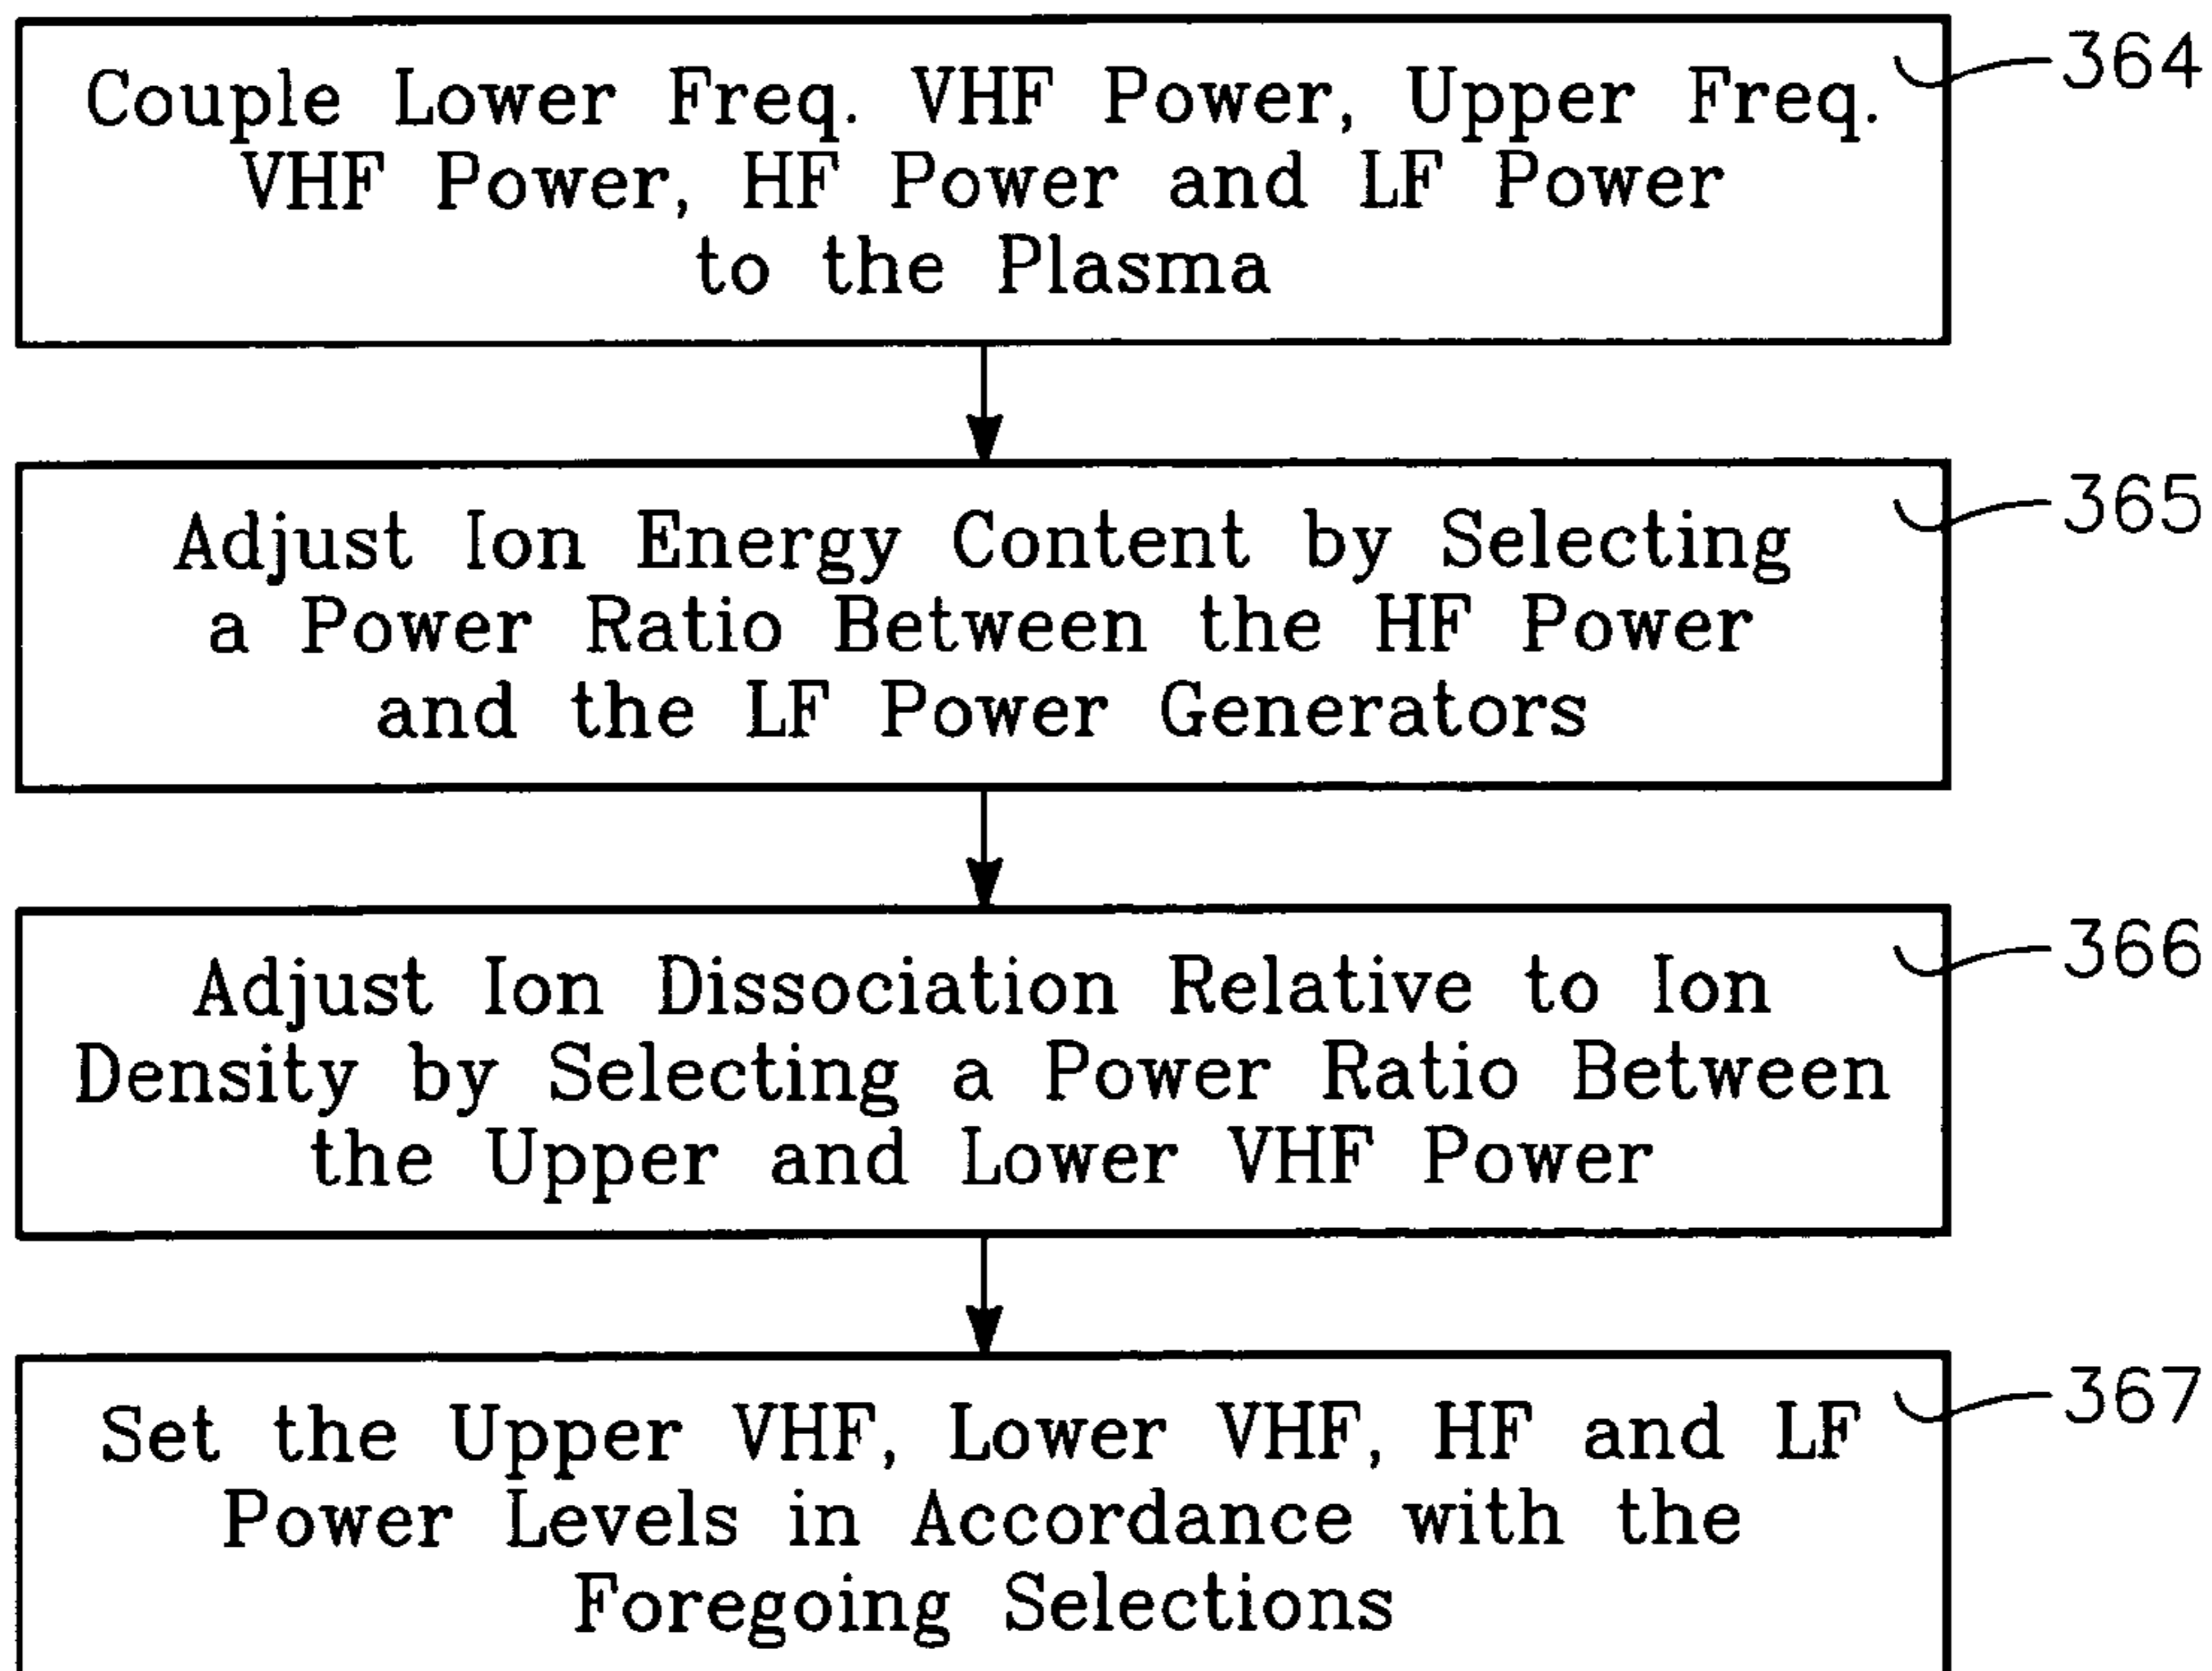 364
Couple Lower Freq. VHF Power, Upper Freq.
VHF Power, HF Power and LF Power
to the Plasma
365
Adjust Ion Energy Content by Selecting
a Power Ratio Between the HF Power
and the LF Power Generators
366
Adjust Ion Dissociation Relative to Ion
Density by Selecting a Power Ratio Between
the Upper and Lower VHF Power
367
Set the Upper VHF, Lower VHF, HF and LF
Power Levels in Accordance with the
Foregoing Selections